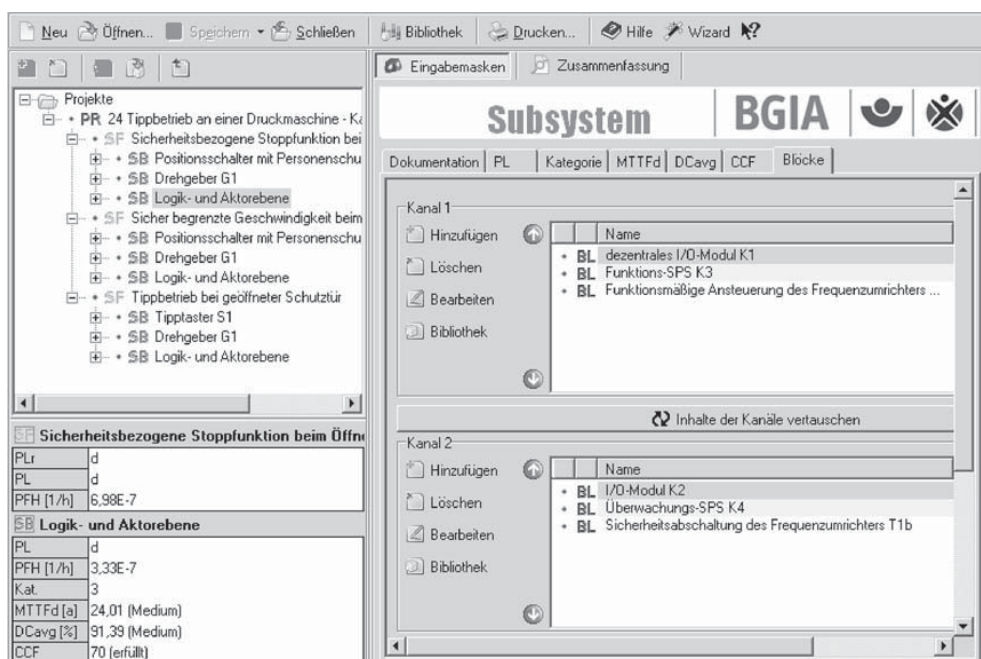 Neu Öffnen... Speichern Schließen Bibliothek Drucken... Hilfe Wizard
Projekte
PR 24 Tippbetrieb an einer Druckmaschine - Ka
SF Sicherheitsbezogene Stoppfunktion bei
SB Positionsschalter mit Personenschu
SB Drehgeber G1
SB Logik- und Aktorebene
SF Sicher begrenzte Geschwindigkeit beim
SB Positionsschalter mit Personenschu
SB Drehgeber G1
SB Logik- und Aktorebene
SF Tippbetrieb bei geöffneter Schutztür
SB Tipptaster S1
SB Drehgeber G1
SB Logik- und Aktorebene
SF Sicherheitsbezogene Stoppfunktion beim Öffne
PLr d
PL d
PFH [1/h] 6,98E-7
SB Logik- und Aktorebene
PL d
PFH [1/h] 3,33E-7
Kat. 3
MTTFd [a] 24,01 (Medium)
DCavg [%] 91,39 (Medium)
CCF 70 (erfüllt)
Eingabemasken Zusammenfassung
Subsystem BGIA
Dokumentation PL Kategorie MTTFd DCavg CCF Blöcke
Kanal 1
Hinzufügen
Löschen
Bearbeiten
Bibliothek
Name
BL dezentrales I/O-Modul K1
BL Funktions-SPS K3
BL Funktionsmäßige Ansteuerung des Frequenzumrichters ...
Inhalte der Kanäle vertauschen
Kanal 2
Hinzufügen
Löschen
Bearbeiten
Bibliothek
Name
BL I/O-Modul K2
BL Überwachungs-SPS K4
BL Sicherheitsabschaltung des Frequenzumrichters T1b